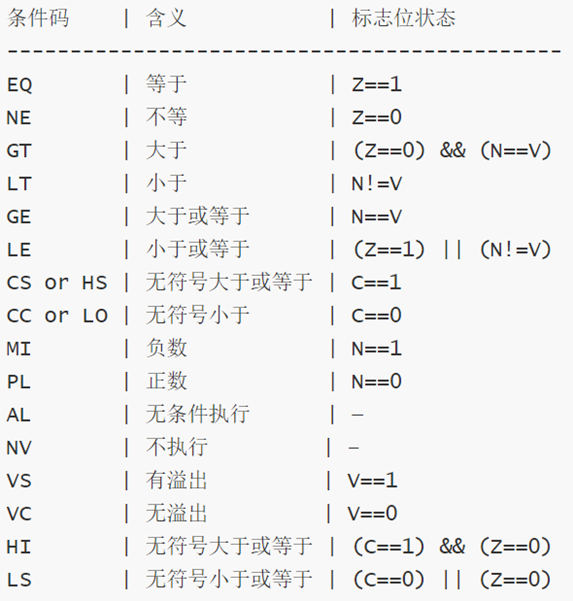 条件码 | 含义 | 标志位状态
----------------------------------------------
EQ | 等于 | Z==1
NE | 不等 | Z==0
GT | 大于 | (Z==0) && (N==V)
LT | 小于 | N!=V
GE | 大于或等于 | N==V
LE | 小于或等于 | (Z==1) || (N!=V)
CS or HS | 无符号大于或等于 | C==1
CC or LO | 无符号小于 | C==0
MI | 负数 | N==1
PL | 正数 | N==0
AL | 无条件执行 | –
NV | 不执行 | –
VS | 有溢出 | V==1
VC | 无溢出 | V==0
HI | 无符号大于或等于 | (C==1) && (Z==0)
LS | 无符号小于或等于 | (C==0) || (Z==0)